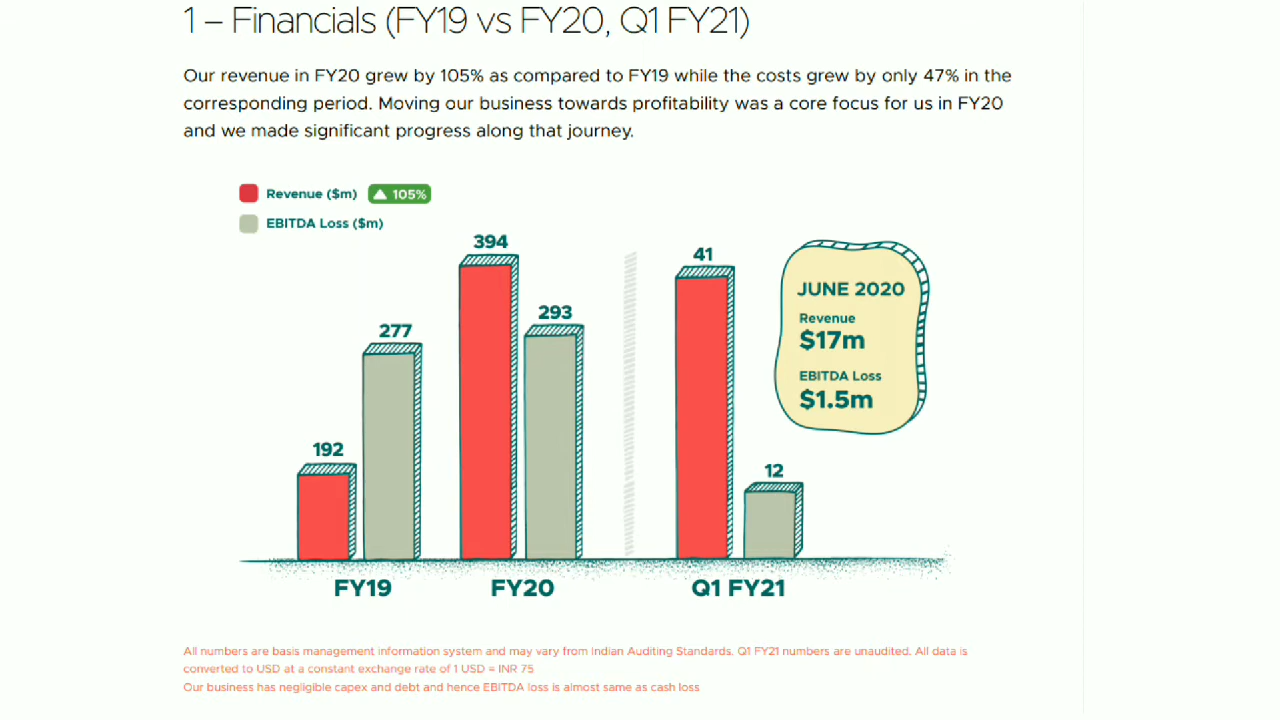 1 – Financials (FY19 vs FY20, Q1 FY21)
Our revenue in FY20 grew by 105% as compared to FY19 while the costs grew by only 47% in the
corresponding period. Moving our business towards profitability was a core focus for us in FY20
and we made significant progress along that journey.
Revenue ($m) ▲ 105%
EBITDA Loss ($m)
192
277
394
293
41
12
JUNE 2020
Revenue
$17m
EBITDA Loss
$1.5m
FY19
FY20
Q1 FY21
All numbers are basis management information system and may vary from Indian Auditing Standards. Q1 FY21 numbers are unaudited. All data is
converted to USD at a constant exchange rate of 1 USD = INR 75
Our business has negligible capex and debt and hence EBITDA loss is almost same as cash loss